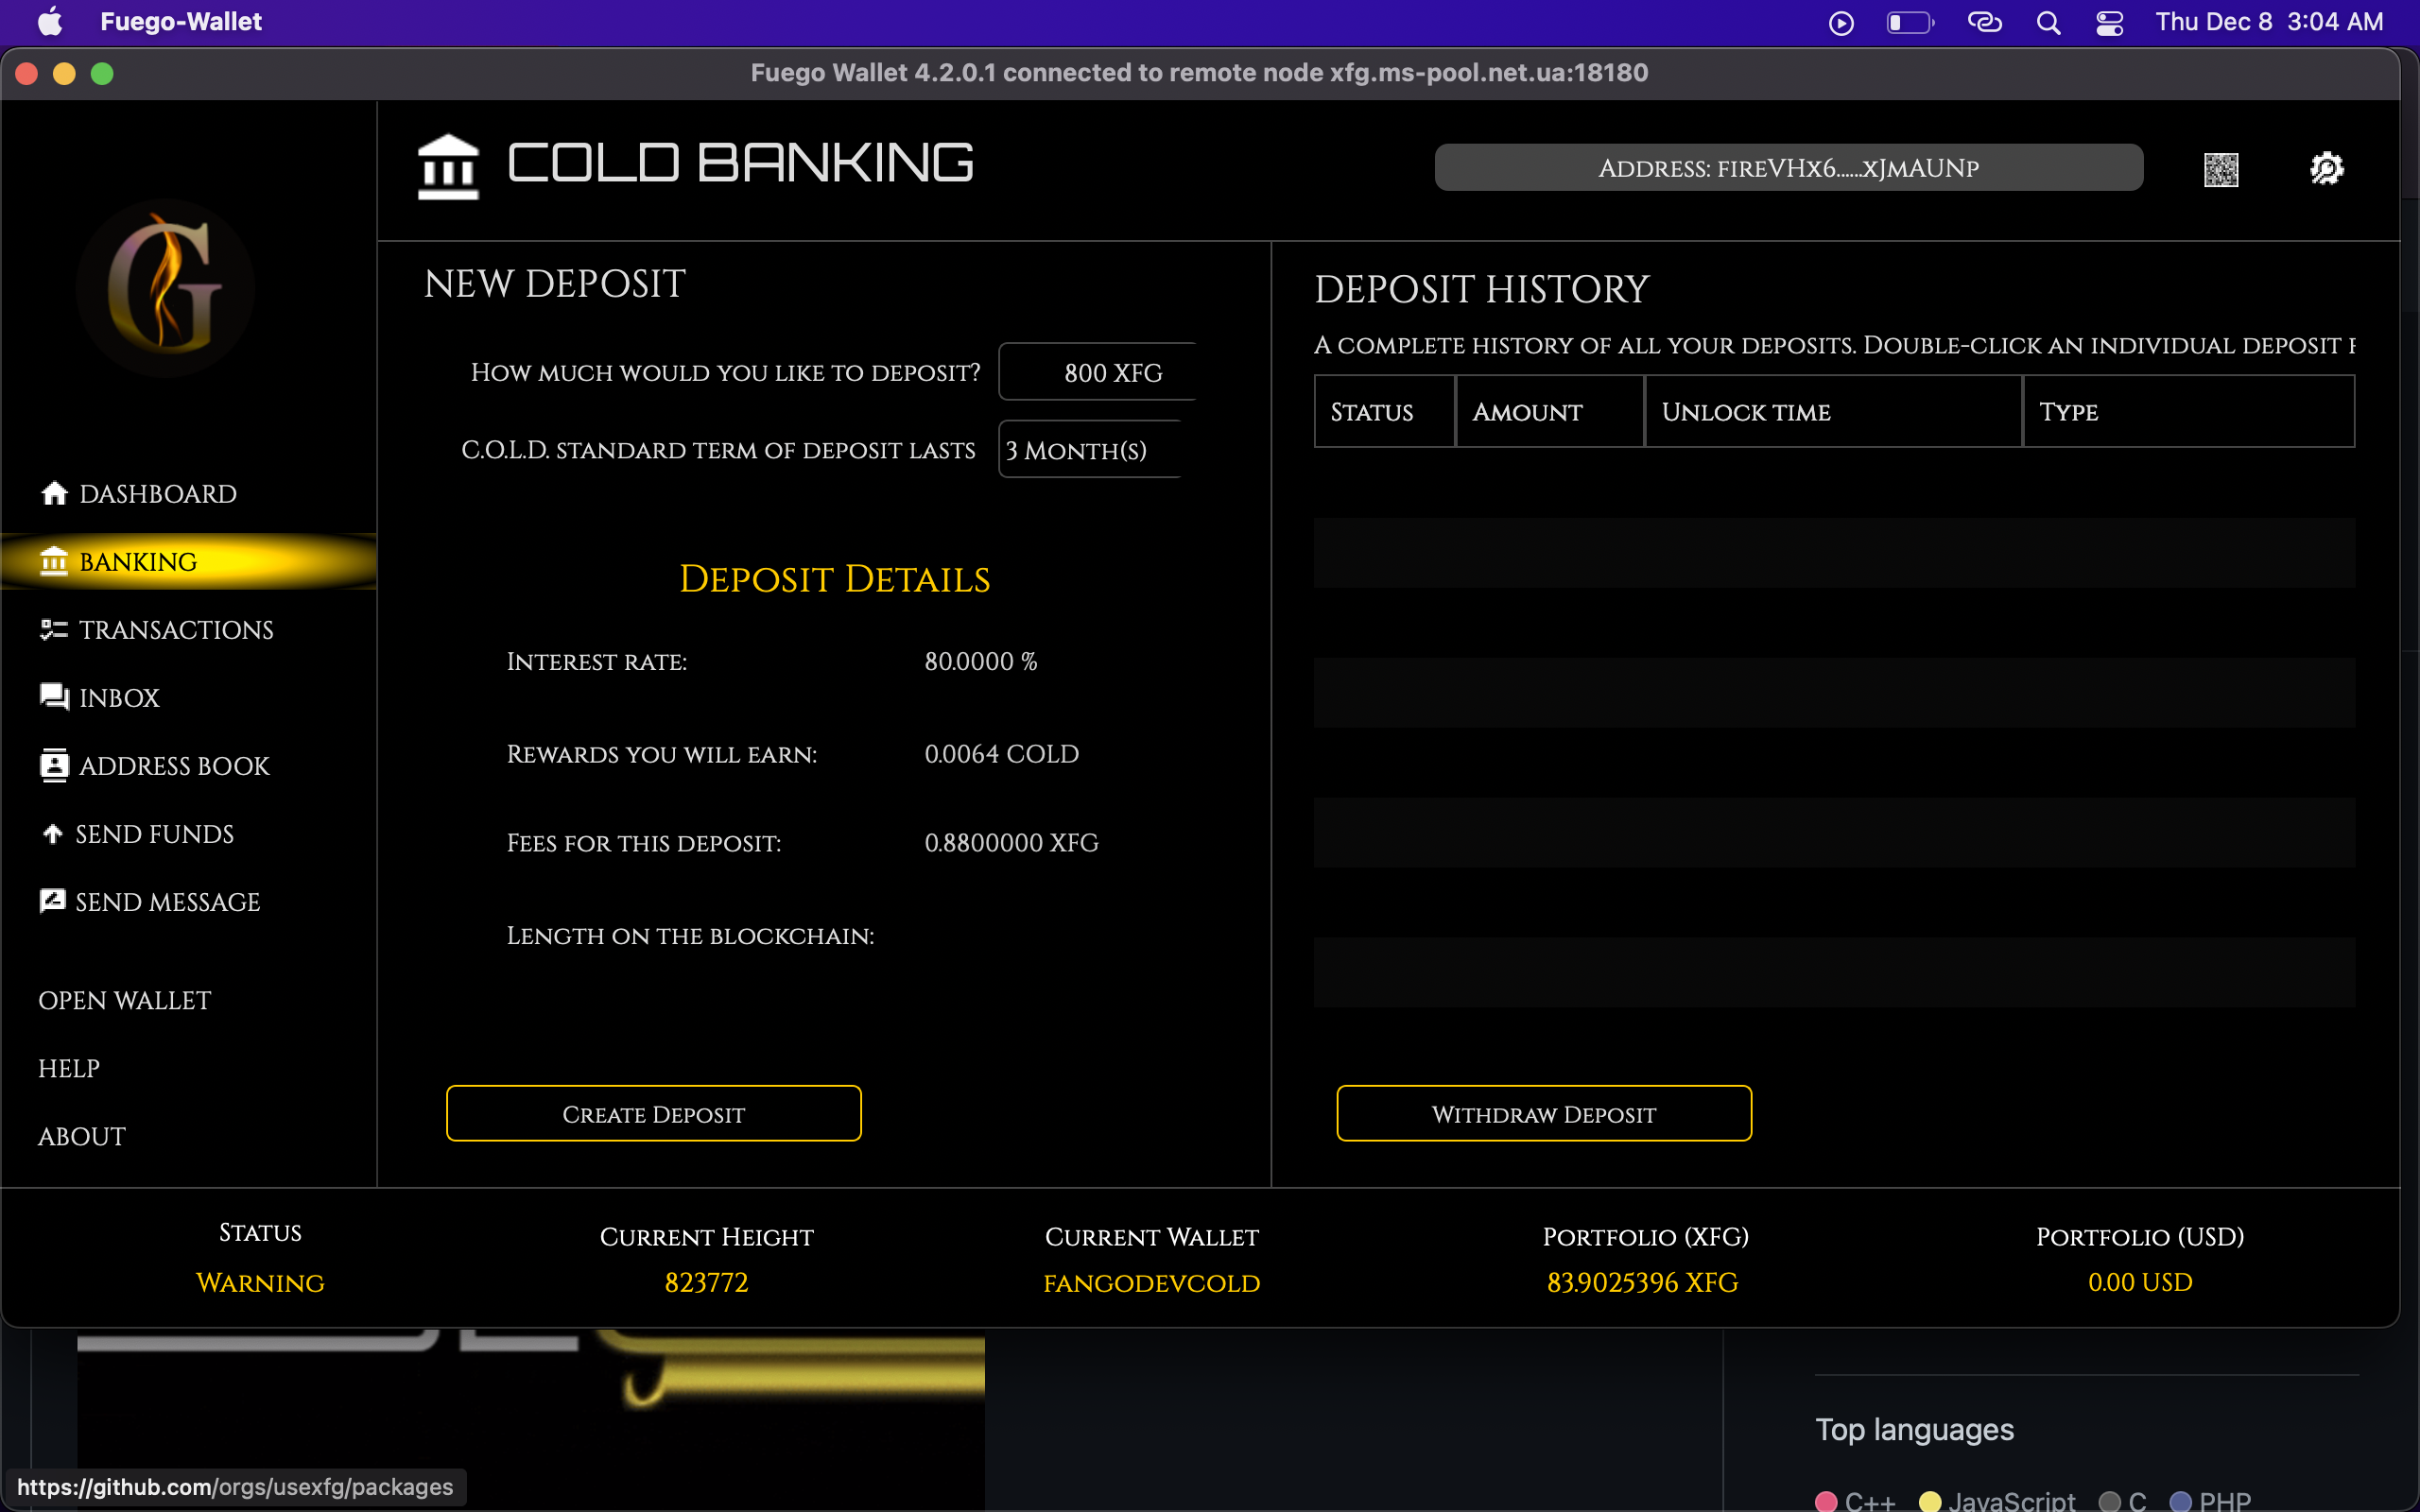 Fuego-Wallet
Thu Dec 8 3:04 AM
Fuego Wallet 4.2.0.1 connected to remote node xfg.ms-pool.net.ua:18180
COLD BANKING
Address: fireVHx6......xJmAUNp
G
DASHBOARD
BANKING
TRANSACTIONS
INBOX
ADDRESS BOOK
SEND FUNDS
SEND MESSAGE
OPEN WALLET
HELP
ABOUT
NEW DEPOSIT
How much would you like to deposit? 800 XFG
C.O.L.D. standard term of deposit lasts 3 Month(s)
Deposit Details
Interest rate: 80.0000 %
Rewards you will earn: 0.0064 COLD
Fees for this deposit: 0.8800000 XFG
Length on the blockchain:
Create Deposit
DEPOSIT HISTORY
A complete history of all your deposits. Double-click an individual deposit
Status Amount Unlock time Type
Withdraw Deposit
Status Current Height Current Wallet Portfolio (XFG) Portfolio (USD)
Warning 823772 fangodevcold 83.9025396 XFG 0.00 USD
Top languages
C++ JavaScript C PHP
https://github.com/orgs/usexfg/packages